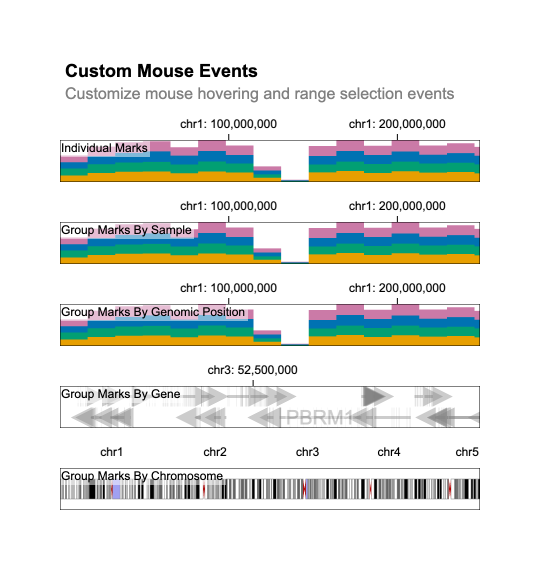 Custom Mouse Events
Customize mouse hovering and range selection events
chr1: 100,000,000 chr1: 200,000,000
Individual Marks
chr1: 100,000,000 chr1: 200,000,000
Group Marks By Sample
chr1: 100,000,000 chr1: 200,000,000
Group Marks By Genomic Position
chr3: 52,500,000
Group Marks By Gene
PBRM1
chr1 chr2 chr3 chr4 chr5
Group Marks By Chromosome